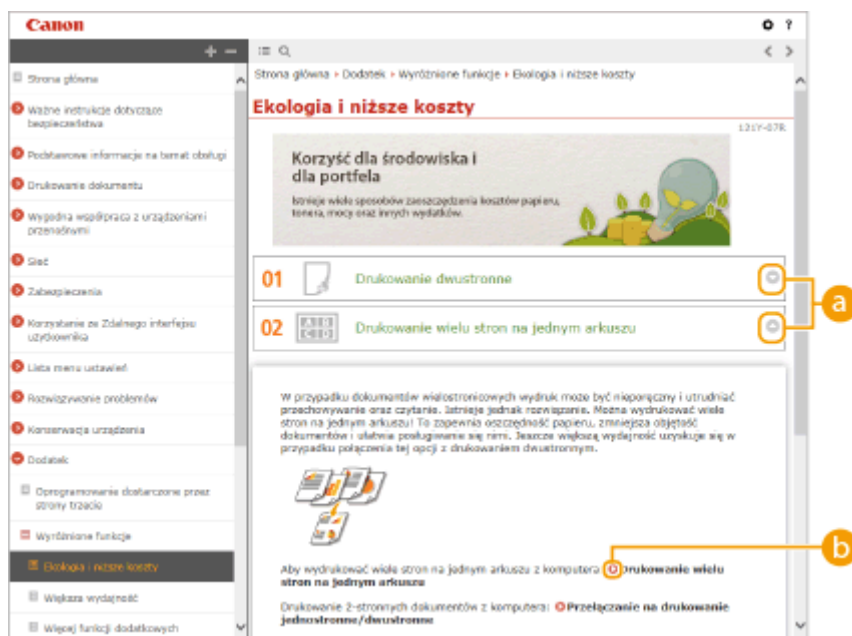 Canon
?
+ −
Strona główna
Ważne instrukcje dotyczące
bezpieczeństwa
Podstawowe informacje na temat obsługi
Drukowanie dokumentu
Wygodna współpraca z urządzeniami
przenośnymi
Sieć
Zabezpieczenia
Korzystanie ze Zdalnego interfejsu
użytkownika
Lista menu ustawień
Rozwiązywanie problemów
Konserwacja urządzenia
Dodatek
Oprogramowanie dostarczone przez
strony trzecie
Wyróżnione funkcje
Ekologia i niższe koszty
Większa wydajność
Więcej funkcji dodatkowych
Strona główna ▸ Dodatek ▸ Wyróżnione funkcje ▸ Ekologia i niższe koszty
Ekologia i niższe koszty
121Y-07R
Korzyść dla środowiska i
dla portfela
Istnieje wiele sposobów zaoszczędzenia kosztów papieru,
tonera, mocy oraz innych wydatków.
01 Drukowanie dwustronne
02 ABCD Drukowanie wielu stron na jednym arkuszu
a
W przypadku dokumentów wielostronicowych wydruk może być nieporęczny i utrudniać
przechowywanie oraz czytanie. Istnieje jednak rozwiązanie. Można wydrukować wiele
stron na jednym arkuszu! To zapewnia oszczędność papieru, zmniejsza objętość
dokumentów i ułatwia posługiwanie się nimi. Jeszcze większą wydajność uzyskuje się w
przypadku połączenia tej opcji z drukowaniem dwustronnym.
b
Aby wydrukować wiele stron na jednym arkuszu z komputera Drukowanie wielu
stron na jednym arkuszu
Drukowanie 2-stronnych dokumentów z komputera: Przełączanie na drukowanie
jednostronne/dwustronne